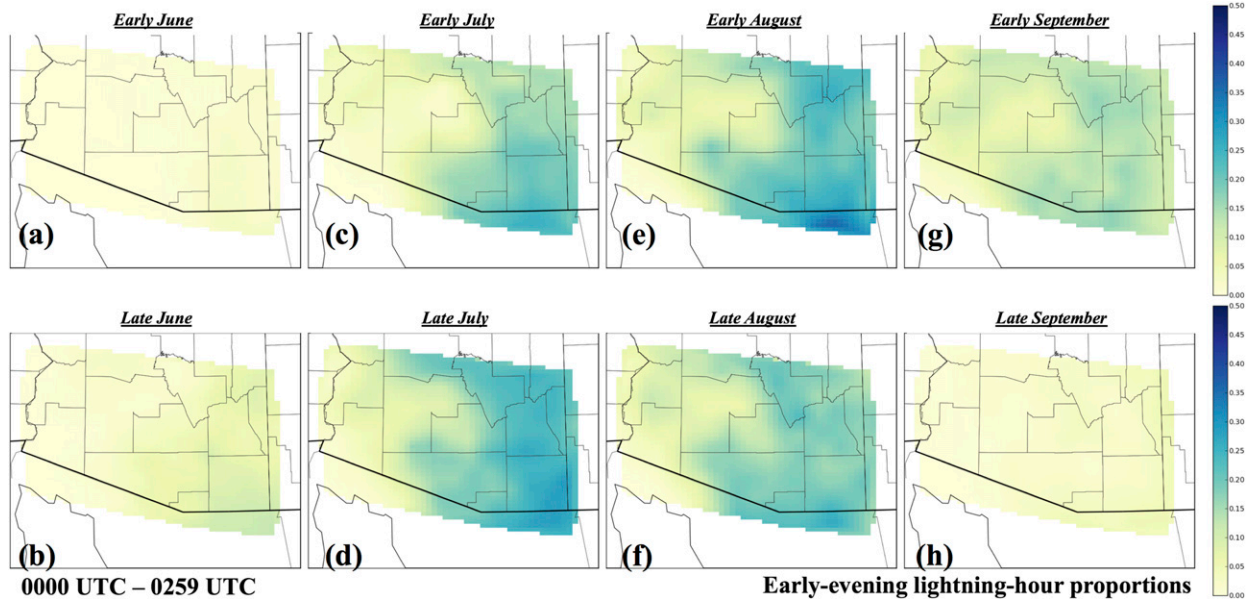 Early June
Early July
Early August
Early September
0.50
0.45
0.40
0.35
0.30
0.25
0.20
0.15
0.10
0.05
0.00
(a)
(c)
(e)
(g)
Late June
Late July
Late August
Late September
0.50
0.45
0.40
0.35
0.30
0.25
0.20
0.15
0.10
0.05
0.00
(b)
(d)
(f)
(h)
0000 UTC – 0259 UTC
Early-evening lightning-hour proportions